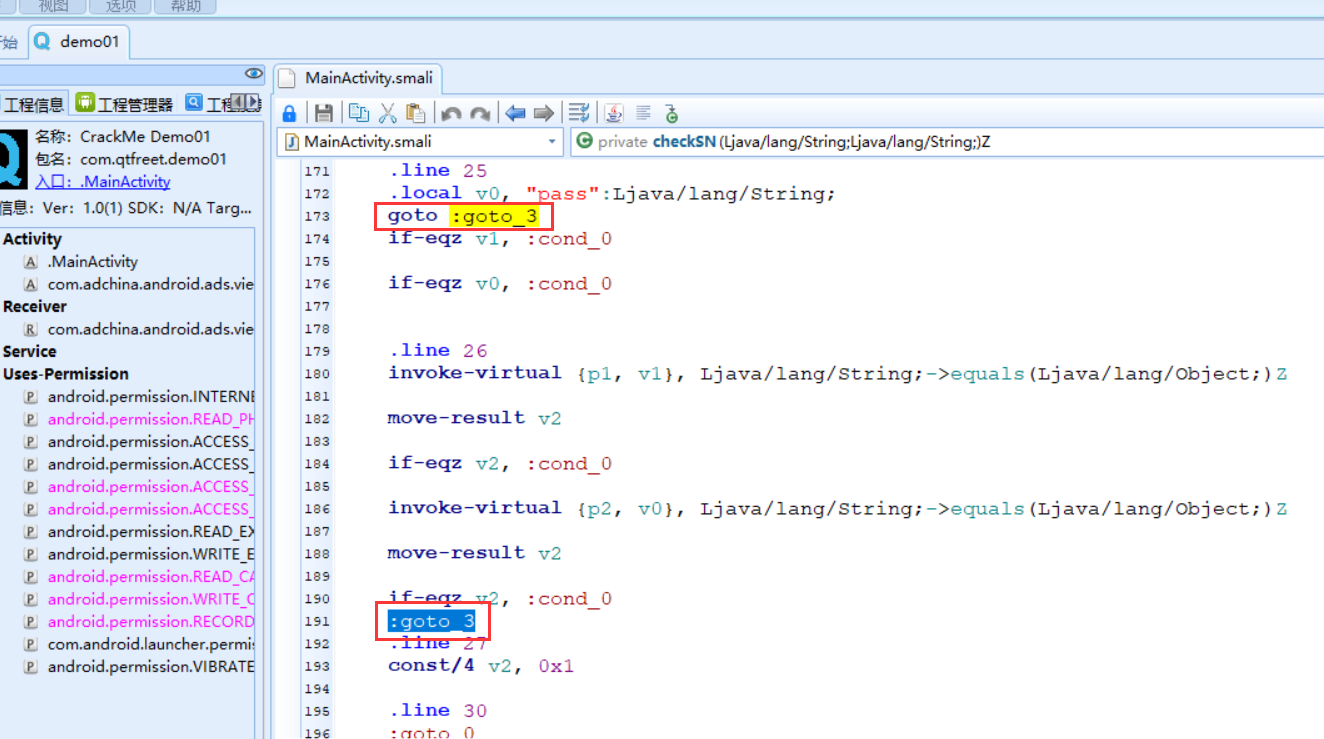 视图 选项 帮助
始 demo01
MainActivity.smali
工程信息 工程管理器 工程
MainActivity.smali private checkSN(Ljava/lang/String;Ljava/lang/String;)Z
名称: CrackMe Demo01
包名: com.qtfreet.demo01
入口: .MainActivity
信息: Ver: 1.0(1) SDK: N/A Targ...
Activity
A .MainActivity
A com.adchina.android.ads.vie
Receiver
R com.adchina.android.ads.vie
Service
Uses-Permission
P android.permission.INTERNE
P android.permission.READ_PH
P android.permission.ACCESS_
P android.permission.ACCESS_
P android.permission.ACCESS_
P android.permission.ACCESS_
P android.permission.READ_EX
P android.permission.WRITE_E
P android.permission.READ_CA
P android.permission.WRITE_C
P android.permission.RECORD
P com.android.launcher.permis
P android.permission.VIBRATE
171 .line 25
172 .local v0, "pass":Ljava/lang/String;
173 goto :goto_3
174 if-eqz v1, :cond_0
175
176 if-eqz v0, :cond_0
177
178
179 .line 26
180 invoke-virtual {p1, v1}, Ljava/lang/String;->equals(Ljava/lang/Object;)Z
181
182 move-result v2
183
184 if-eqz v2, :cond_0
185
186 invoke-virtual {p2, v0}, Ljava/lang/String;->equals(Ljava/lang/Object;)Z
187
188 move-result v2
189
190 if-eqz v2, :cond_0
191 :goto_3
192 .line 27
193 const/4 v2, 0x1
194
195 .line 30
196 :goto_0